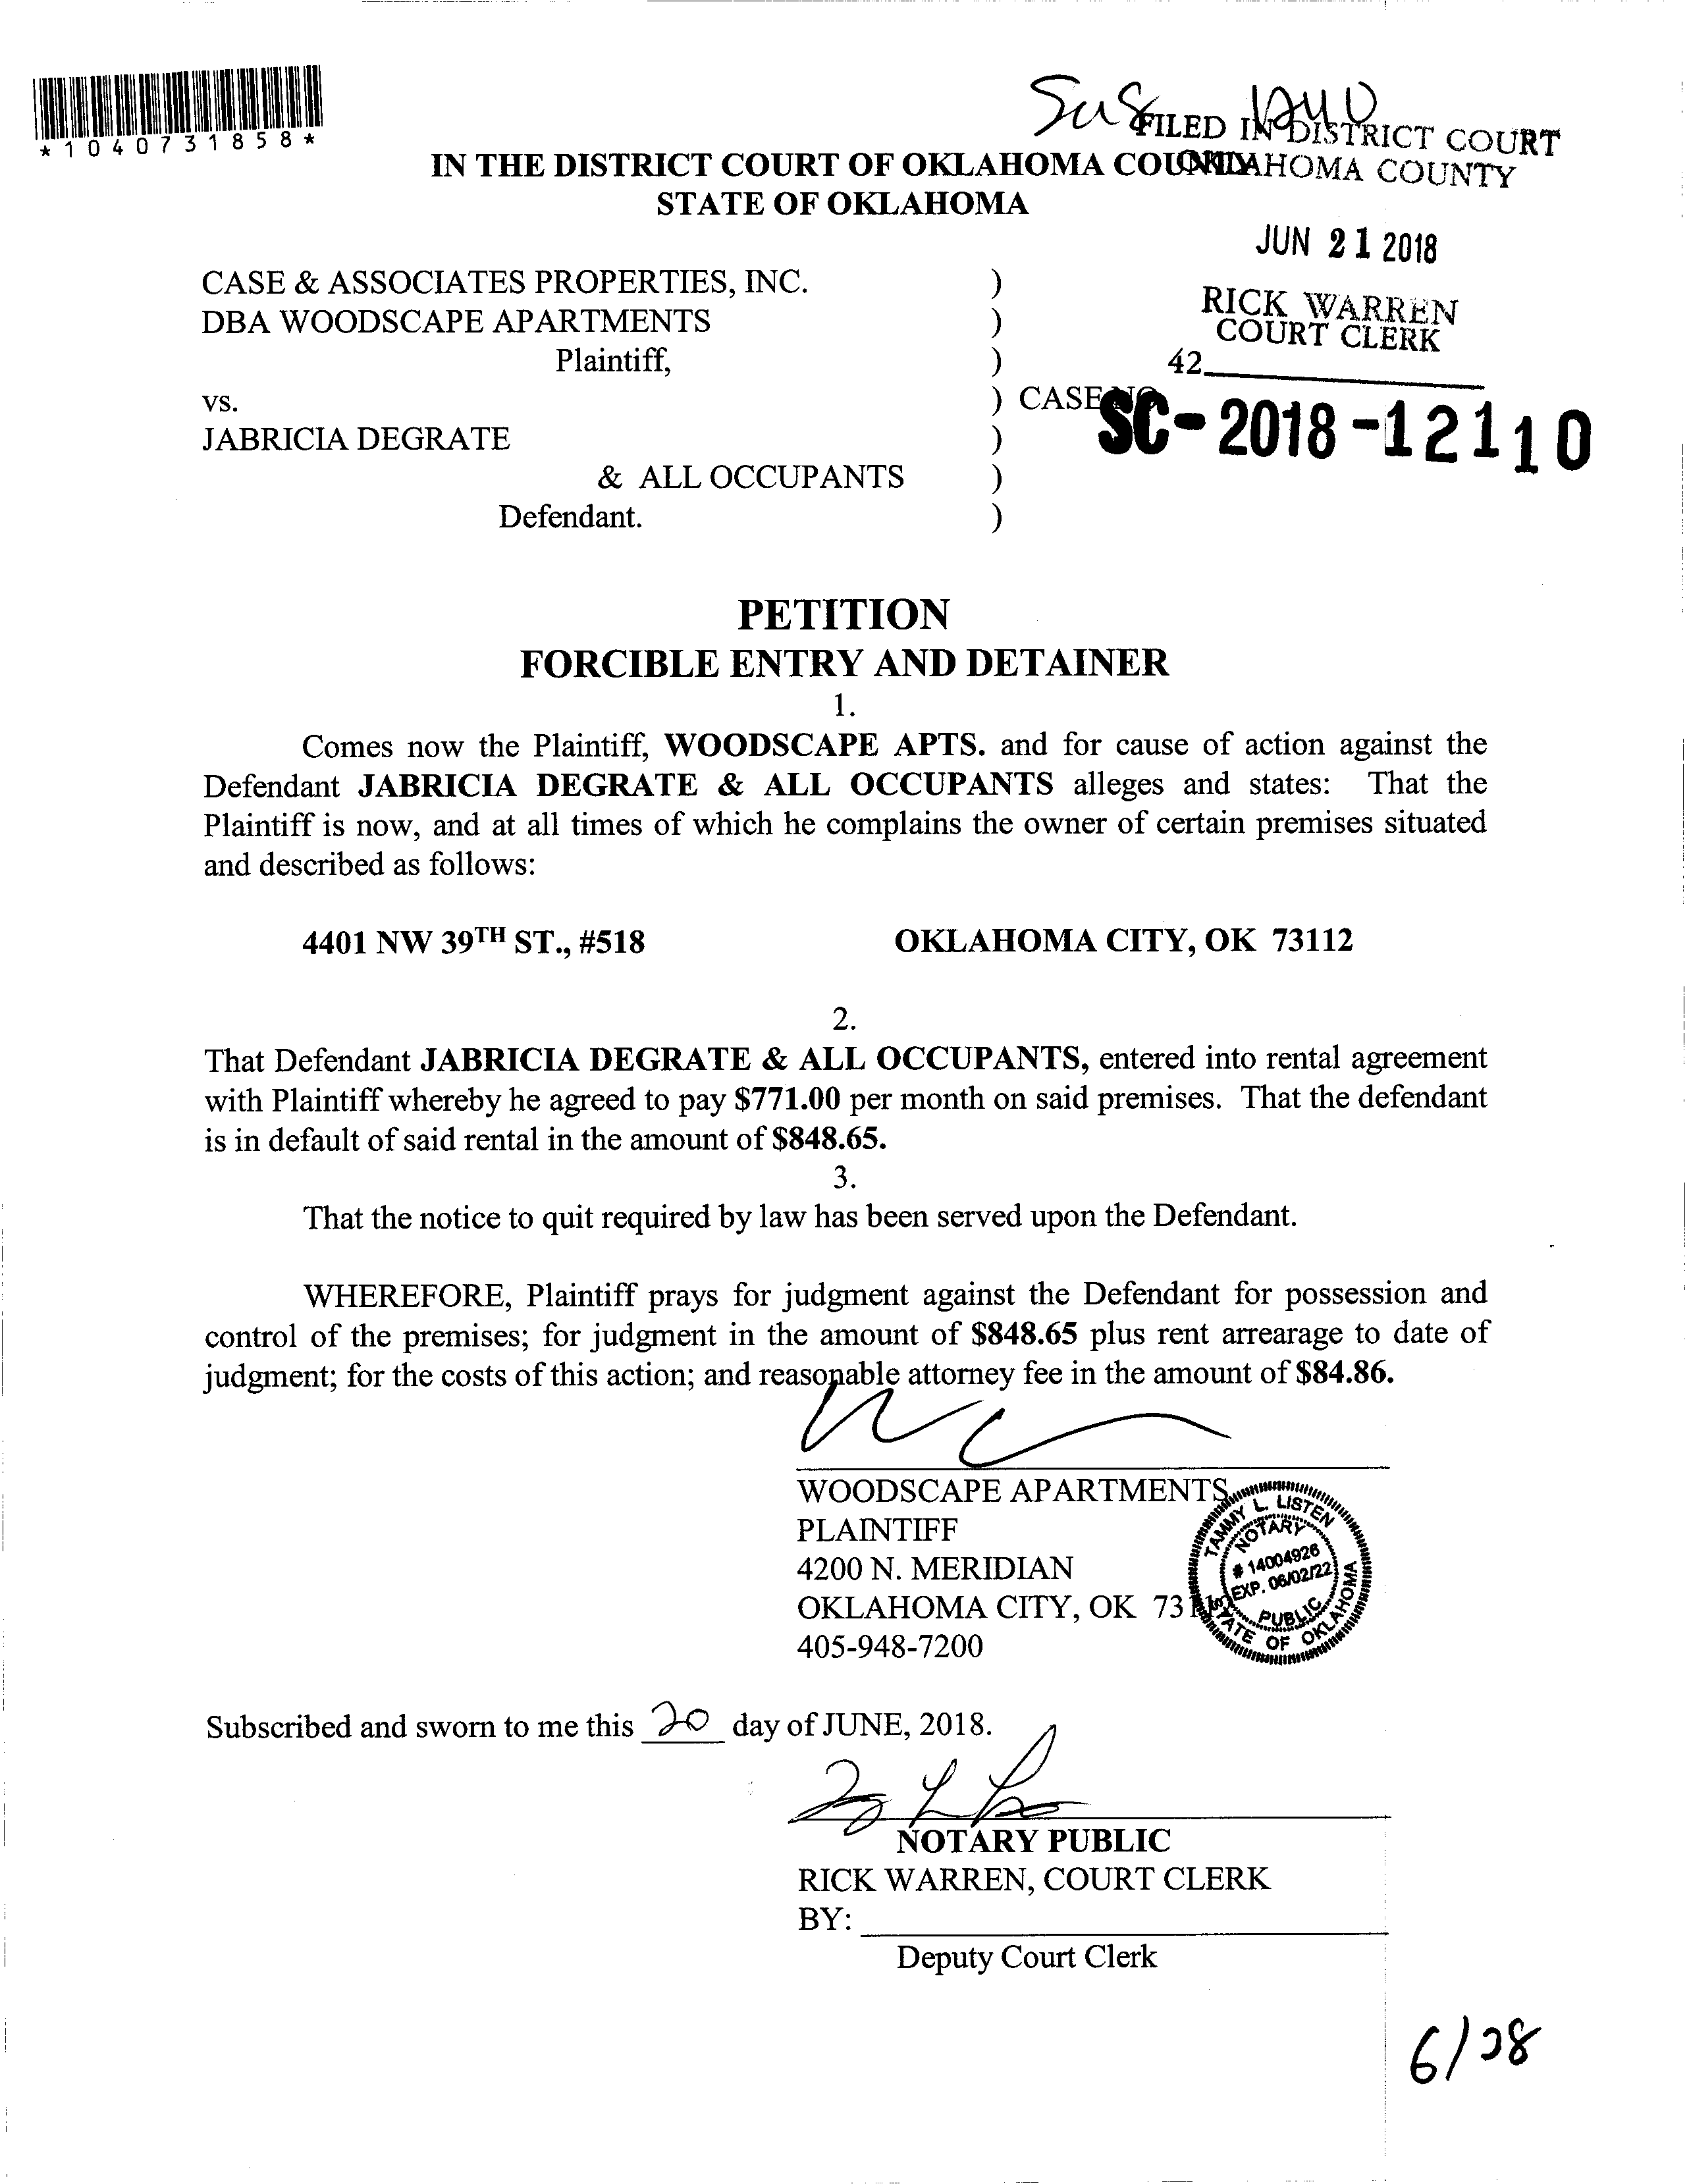 *1040731858*
FILED IN DISTRICT COURT
OKLAHOMA COUNTY
IN THE DISTRICT COURT OF OKLAHOMA COUNTY
STATE OF OKLAHOMA
JUN 21 2018
RICK WARREN
COURT CLERK
42
CASE & ASSOCIATES PROPERTIES, INC. )
DBA WOODSCAPE APARTMENTS )
Plaintiff, )
vs. ) CASE NO.
SC-2018-12110
JABRICIA DEGRATE )
& ALL OCCUPANTS )
Defendant. )
PETITION
FORCIBLE ENTRY AND DETAINER
1.
Comes now the Plaintiff, WOODSCAPE APTS. and for cause of action against the
Defendant JABRICIA DEGRATE & ALL OCCUPANTS alleges and states: That the
Plaintiff is now, and at all times of which he complains the owner of certain premises situated
and described as follows:
4401 NW 39TH ST., #518 OKLAHOMA CITY, OK 73112
2.
That Defendant JABRICIA DEGRATE & ALL OCCUPANTS, entered into rental agreement
with Plaintiff whereby he agreed to pay $771.00 per month on said premises. That the defendant
is in default of said rental in the amount of $848.65.
3.
That the notice to quit required by law has been served upon the Defendant.
WHEREFORE, Plaintiff prays for judgment against the Defendant for possession and
control of the premises; for judgment in the amount of $848.65 plus rent arrearage to date of
judgment; for the costs of this action; and reasonable attorney fee in the amount of $84.86.
WOODSCAPE APARTMENTS
PLAINTIFF
4200 N. MERIDIAN
OKLAHOMA CITY, OK
405-948-7200
TAMMY L. LISTEN
NOTARY
# 14004926
EXP. 06/02/22
PUBLIC
STATE OF OKLAHOMA
Subscribed and sworn to me this 20 day of JUNE, 2018.
NOTARY PUBLIC
RICK WARREN, COURT CLERK
BY:
Deputy Court Clerk
6/28